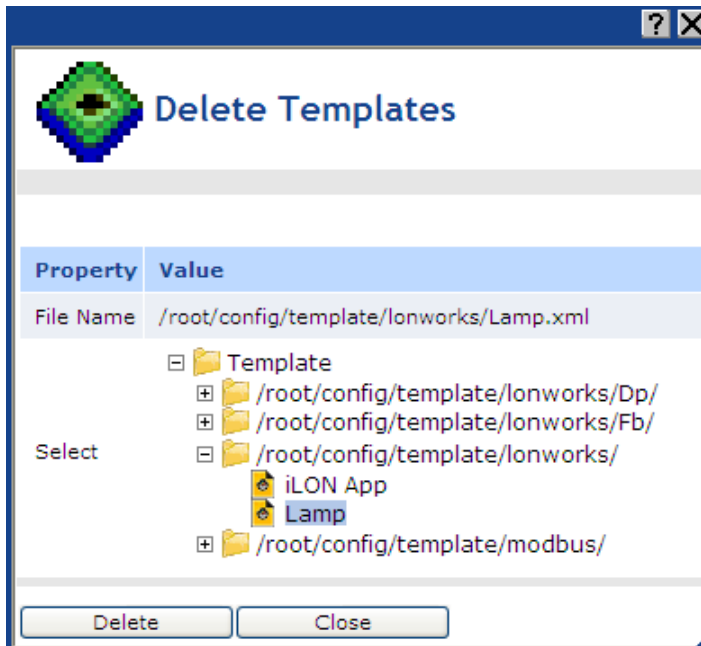 ?
Delete Templates
Property Value
File Name /root/config/template/lonworks/Lamp.xml
Template
/root/config/template/lonworks/Dp/
/root/config/template/lonworks/Fb/
Select
/root/config/template/lonworks/
iLON App
Lamp
/root/config/template/modbus/
Delete Close